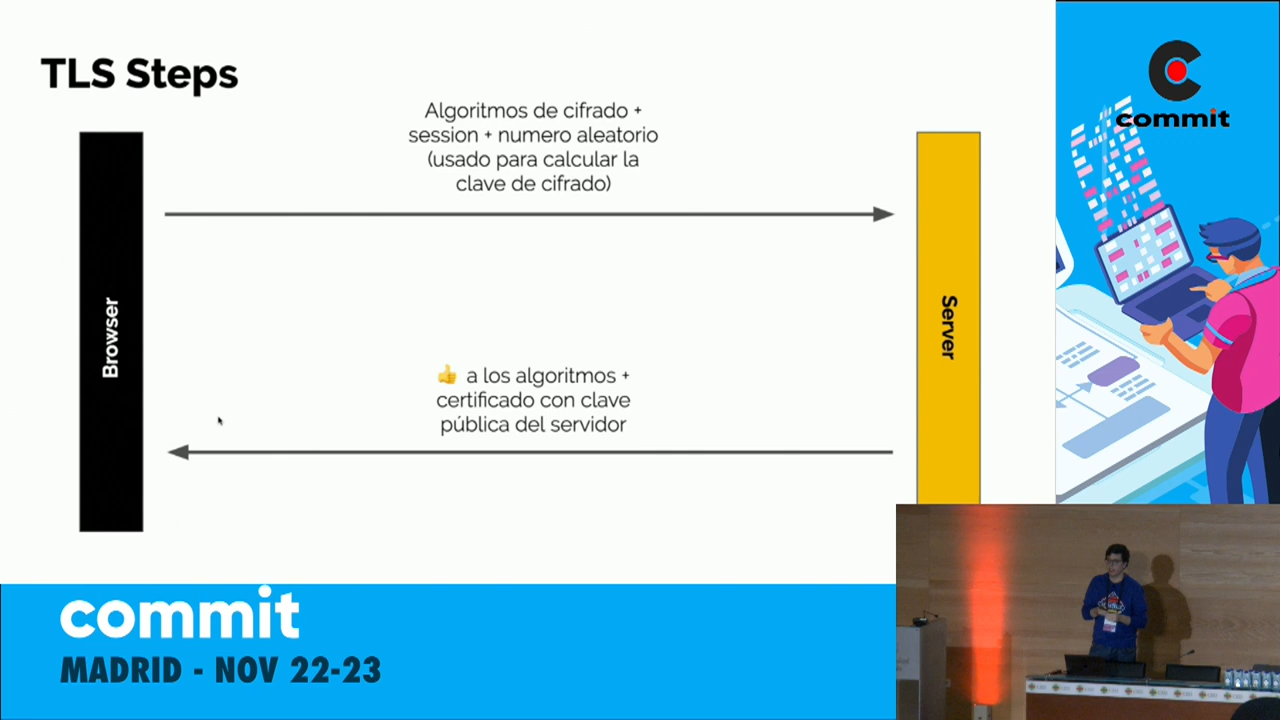 TLS Steps
Algoritmos de cifrado +
session + numero aleatorio
(usado para calcular la
clave de cifrado)
Browser
Server
👍 a los algoritmos +
certificado con clave
pública del servidor
commit
commit
MADRID - NOV 22-23